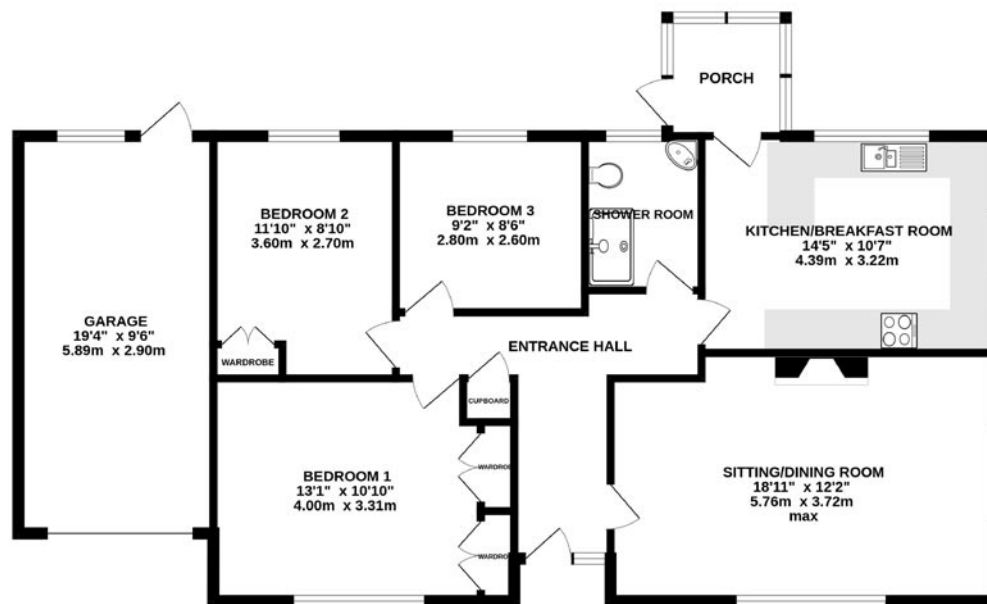 PORCH
BEDROOM 2
11'10" x 8'10"
3.60m x 2.70m
BEDROOM 3
9'2" x 8'6"
2.80m x 2.60m
SHOWER ROOM
KITCHEN/BREAKFAST ROOM
14'5" x 10'7"
4.39m x 3.22m
GARAGE
19'4" x 9'6"
5.89m x 2.90m
WARDROBE
ENTRANCE HALL
CUPBOARD
BEDROOM 1
13'1" x 10'10"
4.00m x 3.31m
WARDROB
SITTING/DINING ROOM
18'11" x 12'2"
5.76m x 3.72m
max
WARDROB